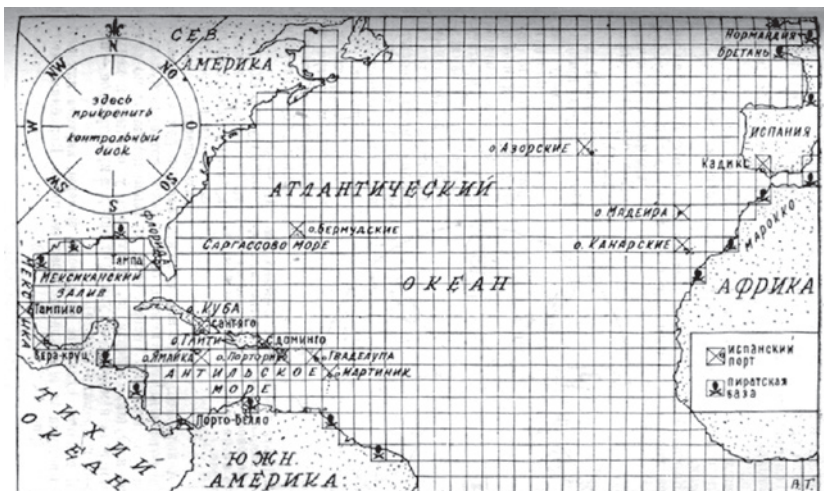 СЕВ.
АМЕРИКА
N
NO
O
SO
S
SW
W
NW
здесь
прикрепить
контрольный
диск
Нормандия
Бретань
ИСПАНИЯ
Кадикс
о. Азорские
АТЛАНТИЧЕСКИЙ
о. Мадейра
МАРОККО
о. Бермудские
САРГАССОВО МОРЕ
о. КАНАРСКИЕ
ФЛОРИДА
Тампа
МЕКСИКАНСКИЙ
ЗАЛИВ
МЕКСИКА
ОКЕАН
АФРИКА
Тампико
о. КУБА
Сантяго
о. Гаити
С. Доминго
Вера-круц
о. Ямайка
о. Порторико
о. Гваделупа
АНТИЛЬСКОЕ
МОРЕ
о. Мартиник
испанский
порт
пиратская
база
ТИХИЙ
ОКЕАН
Порто-Белло
ЮЖН.
АМЕРИКА
В.Т.